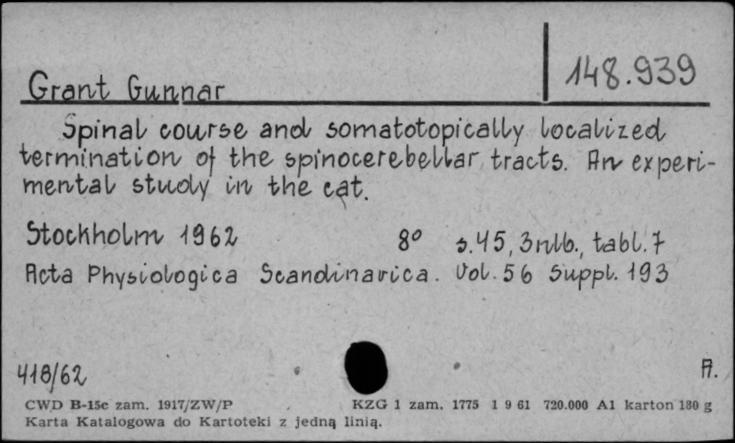 148.939
Grant Gunnar
Spinal course and somatotopically localized
termination of the spinocerebellar tracts. An experi-
mental study in the cat.
Stockholm 1962 8° s.45, 3nlb., tabl.7
Acta Physiologica Scandinavica. Vol.56 Suppl. 193
418/62 A.
CWD B-15c zam. 1917/ZW/P KZG 1 zam. 1775 1 9 61 720.000 A1 karton 180 g
Karta Katalogowa do Kartoteki z jedną linią.